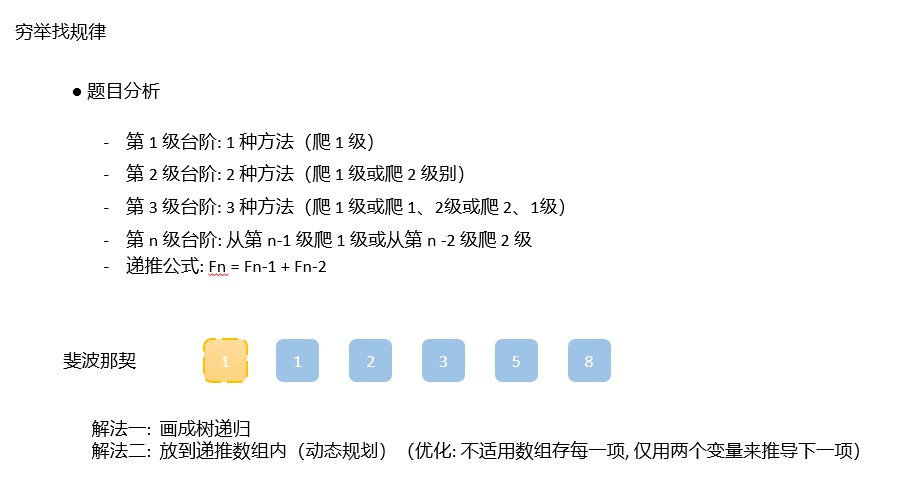 穷举找规律
● 题目分析
- 第 1 级台阶: 1 种方法（爬 1 级）
- 第 2 级台阶: 2 种方法（爬 1 级或爬 2 级别）
- 第 3 级台阶: 3 种方法（爬 1 级或爬 1、2级或爬 2、1级）
- 第 n 级台阶: 从第 n-1 级爬 1 级或从第 n -2 级爬 2 级
- 递推公式: Fn = Fn-1 + Fn-2
斐波那契 1 1 2 3 5 8
解法一: 画成树递归
解法二: 放到递推数组内（动态规划）（优化: 不适用数组存每一项, 仅用两个变量来推导下一项）